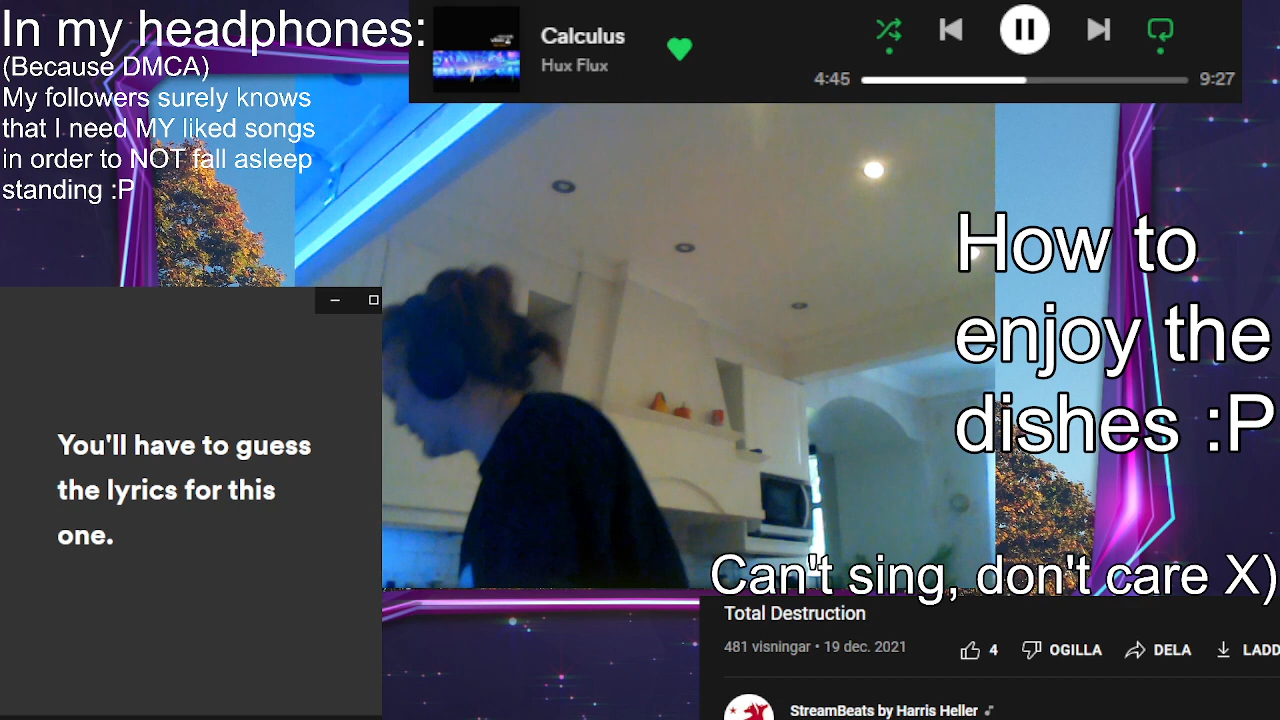 In my headphones:
(Because DMCA)
My followers surely knows
that I need MY liked songs
in order to NOT fall asleep
standing :P
Calculus
Hux Flux
4:45
9:27
How to
enjoy the
dishes :P
You'll have to guess
the lyrics for this
one.
Can't sing, don't care X)
Total Destruction
481 visningar • 19 dec. 2021
4
OGILLA
DELA
LADD
StreamBeats by Harris Heller